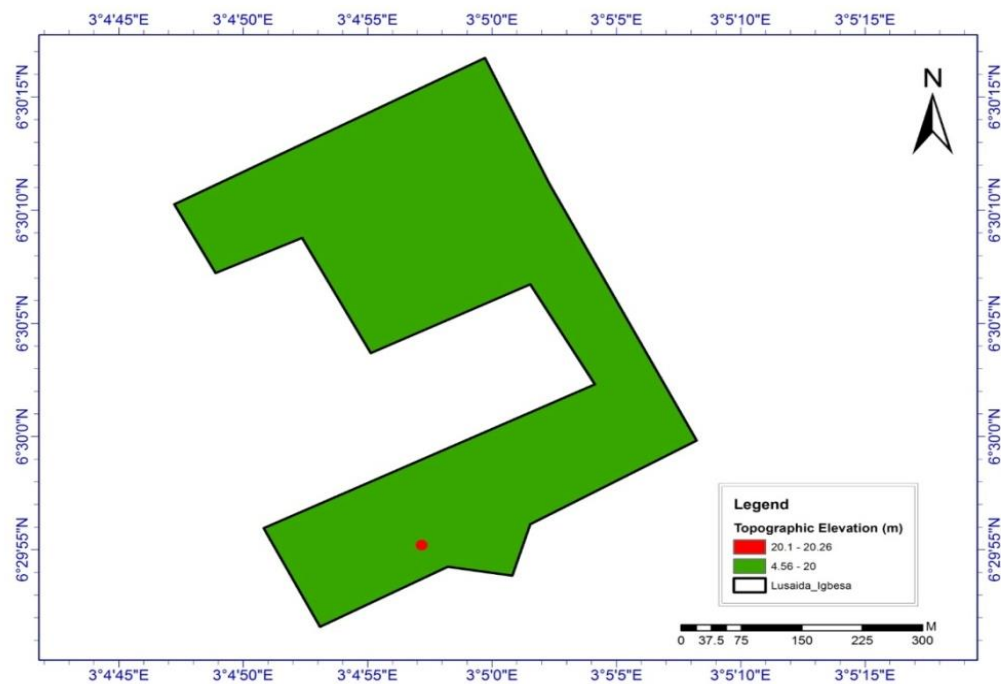 3°4'45"E 3°4'50"E 3°4'55"E 3°5'0"E 3°5'5"E 3°5'10"E 3°5'15"E
N
6°30'15"N 6°30'15"N
6°30'10"N 6°30'10"N
6°30'5"N 6°30'5"N
6°30'0"N 6°30'0"N
6°29'55"N 6°29'55"N
Legend
Topographic Elevation (m)
20.1 - 20.26
4.56 - 20
Lusaida_Igbesa
M
0 37.5 75 150 225 300
3°4'45"E 3°4'50"E 3°4'55"E 3°5'0"E 3°5'5"E 3°5'10"E 3°5'15"E